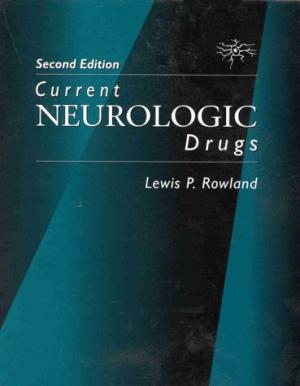 Second Edition
Current
NEUROLOGIC
Drugs
Lewis P. Rowland